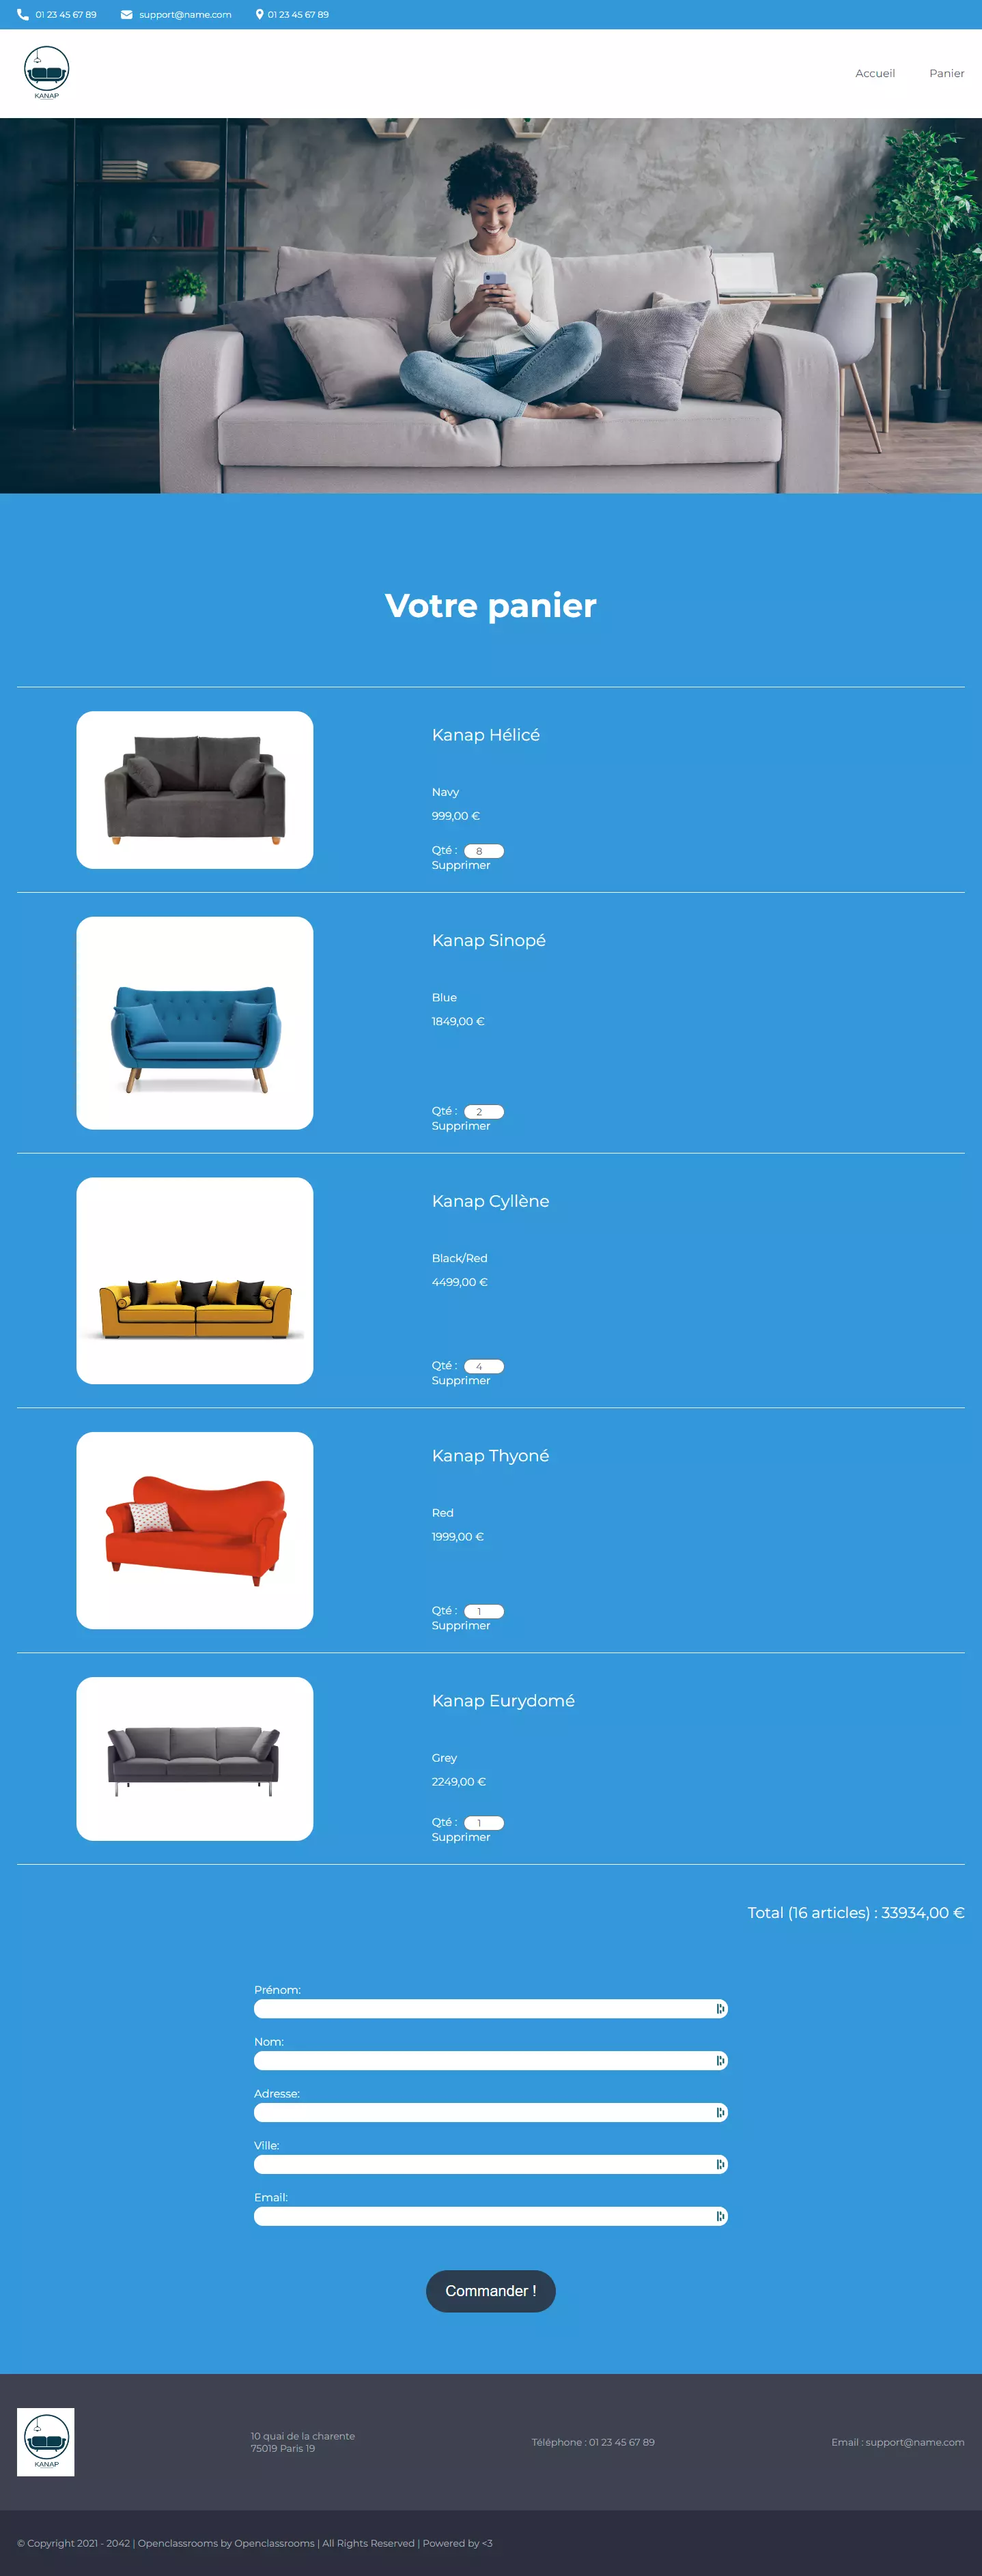 01 23 45 67 89
support@name.com
01 23 45 67 89
KANAP
Accueil
Panier
Votre panier
Kanap Hélicé
Navy
999,00 €
Qté : 8
Supprimer
Kanap Sinopé
Blue
1849,00 €
Qté : 2
Supprimer
Kanap Cyllène
Black/Red
4499,00 €
Qté : 4
Supprimer
Kanap Thyoné
Red
1999,00 €
Qté : 1
Supprimer
Kanap Eurydomé
Grey
2249,00 €
Qté : 1
Supprimer
Total (16 articles) : 33934,00 €
Prénom:
Nom:
Adresse:
Ville:
Email:
Commander !
KANAP
10 quai de la charente
75019 Paris 19
Téléphone : 01 23 45 67 89
Email : support@name.com
© Copyright 2021 - 2042 | Openclassrooms by Openclassrooms | All Rights Reserved | Powered by <3